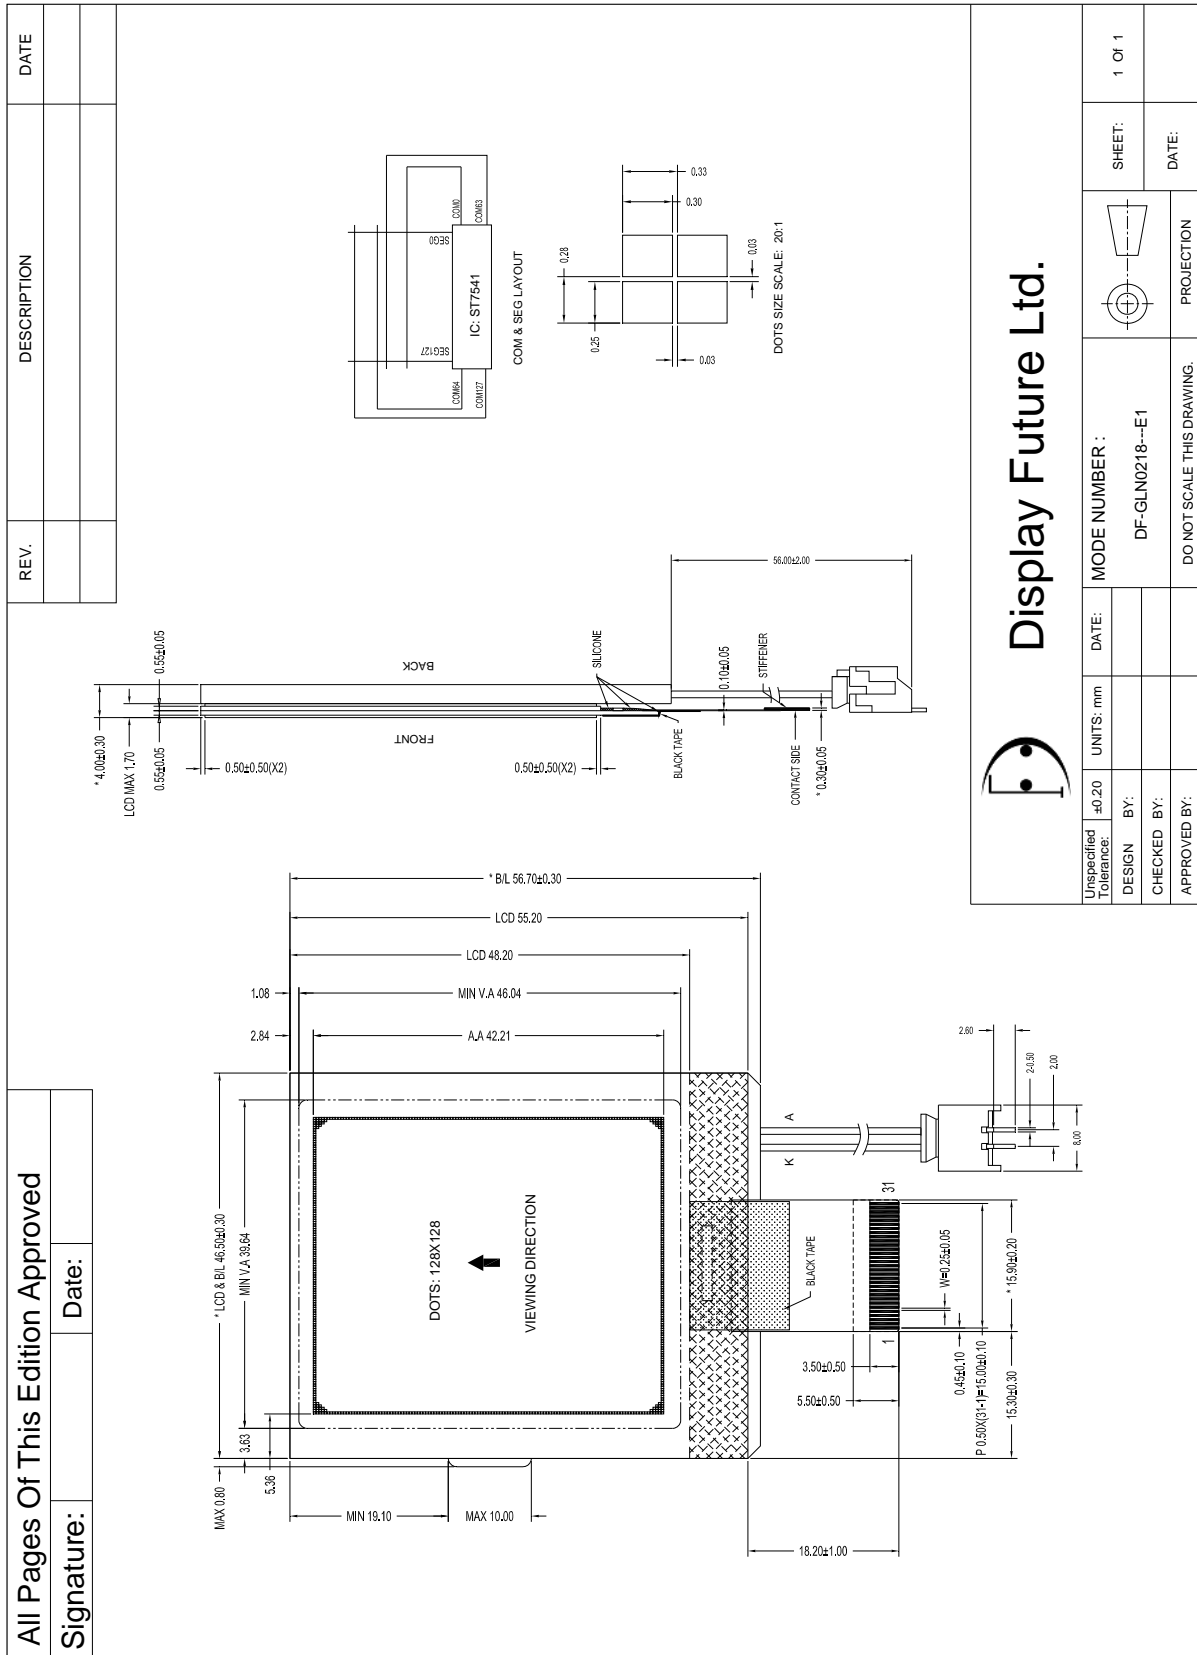 All Pages Of This Edition Approved
Signature:
Date:
REV.
DESCRIPTION
DATE
MAX 0.80
3.63
5.36
* LCD & B/L 46.50±0.30
MIN V.A 39.64
2.84
1.08
A.A 42.21
MIN V.A 46.04
LCD 48.20
LCD 55.20
* B/L 56.70±0.30
MIN 19.10
MAX 10.00
18.20±1.00
DOTS: 128X128
VIEWING DIRECTION
BLACK TAPE
K
A
1
31
3.50±0.50
5.50±0.50
W=0.25±0.05
0.45±0.10
P 0.50X(31-1)=15.00±0.10
15.30±0.30
* 15.90±0.20
2.60
2-0.50
2.00
8.00
* 4.00±0.30
LCD MAX 1.70
0.55±0.05
0.55±0.05
0.50±0.50(X2)
0.50±0.50(X2)
FRONT
BACK
SILICONE
BLACK TAPE
0.10±0.05
STIFFENER
CONTACT SIDE
* 0.30±0.05
56.00±2.00
COM64
COM127
SEG127
SEG0
COM0
COM63
IC: ST7541
COM & SEG LAYOUT
0.28
0.25
0.33
0.30
0.03
0.03
DOTS SIZE SCALE: 20:1
Display Future Ltd.
Unspecified
Tolerance:
±0.20
UNITS: mm
DATE:
DESIGN BY:
CHECKED BY:
APPROVED BY:
MODE NUMBER :
DF-GLN0218---E1
DO NOT SCALE THIS DRAWING.
PROJECTION
SHEET:
1 Of 1
DATE: